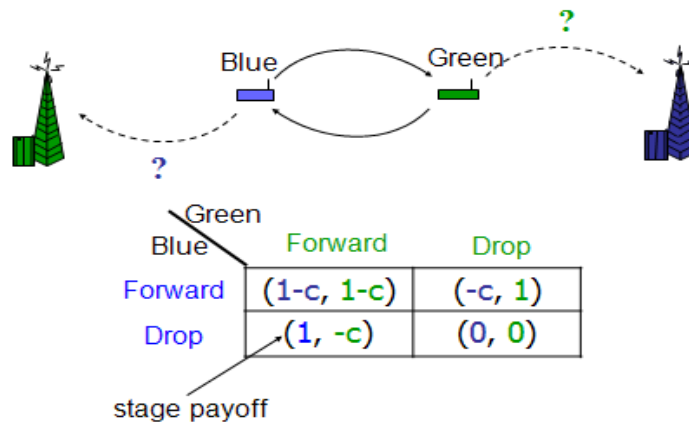 ?
Blue
Green
?
Green
Blue
Forward
Drop
Forward
(1-c, 1-c)
(-c, 1)
Drop
(1, -c)
(0, 0)
stage payoff